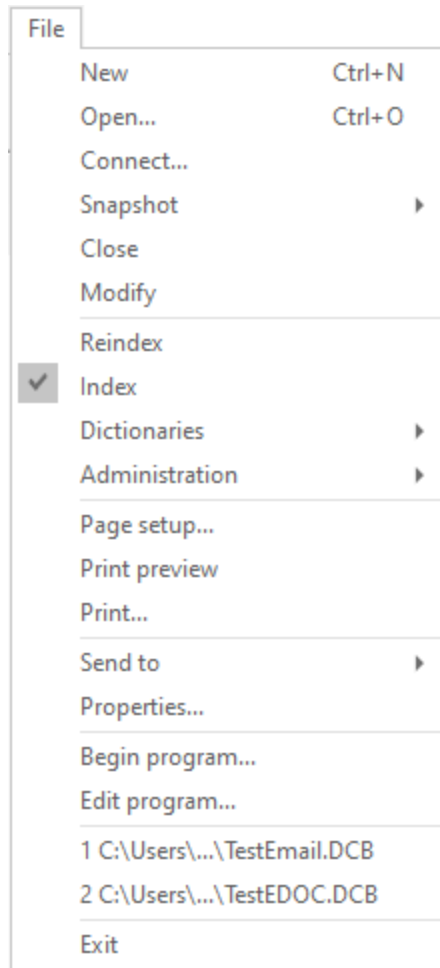 File
New Ctrl+N
Open... Ctrl+O
Connect...
Snapshot
Close
Modify
Reindex
Index
Dictionaries
Administration
Page setup...
Print preview
Print...
Send to
Properties...
Begin program...
Edit program...
1 C:\Users\...\TestEmail.DCB
2 C:\Users\...\TestEDOC.DCB
Exit